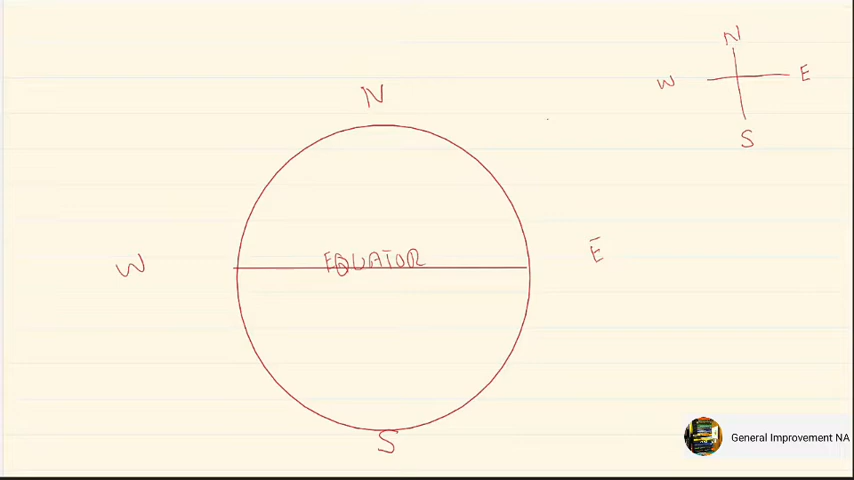 N
W E
S
N
W
EQUATOR
E
S
General Improvement NA